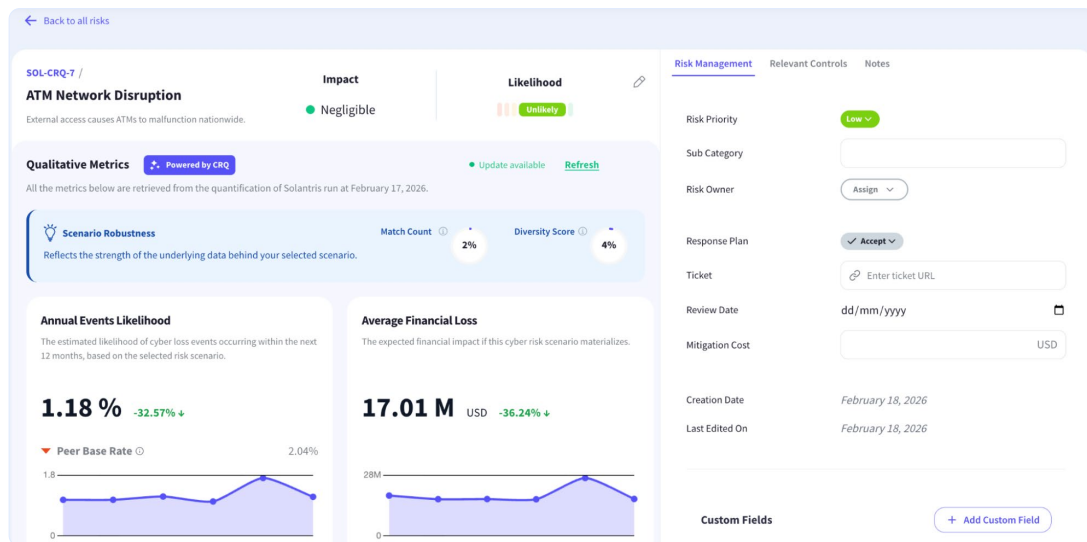 Back to all risks
SOL-CRQ-7 /
ATM Network Disruption
External access causes ATMs to malfunction nationwide.
Impact
Negligible
Likelihood
Unlikely
Qualitative Metrics
Powered by CRQ
Update available
Refresh
All the metrics below are retrieved from the quantification of Solantris run at February 17, 2026.
Scenario Robustness
Reflects the strength of the underlying data behind your selected scenario.
Match Count
2%
Diversity Score
4%
Annual Events Likelihood
The estimated likelihood of cyber loss events occurring within the next
12 months, based on the selected risk scenario.
1.18 % -32.57% ↓
Peer Base Rate 2.04%
1.8
0
Average Financial Loss
The expected financial impact if this cyber risk scenario materializes.
17.01 M USD -36.24% ↓
28M
0
Risk Management Relevant Controls Notes
Risk Priority Low
Sub Category
Risk Owner Assign
Response Plan Accept
Ticket Enter ticket URL
Review Date dd/mm/yyyy
Mitigation Cost USD
Creation Date February 18, 2026
Last Edited On February 18, 2026
Custom Fields + Add Custom Field